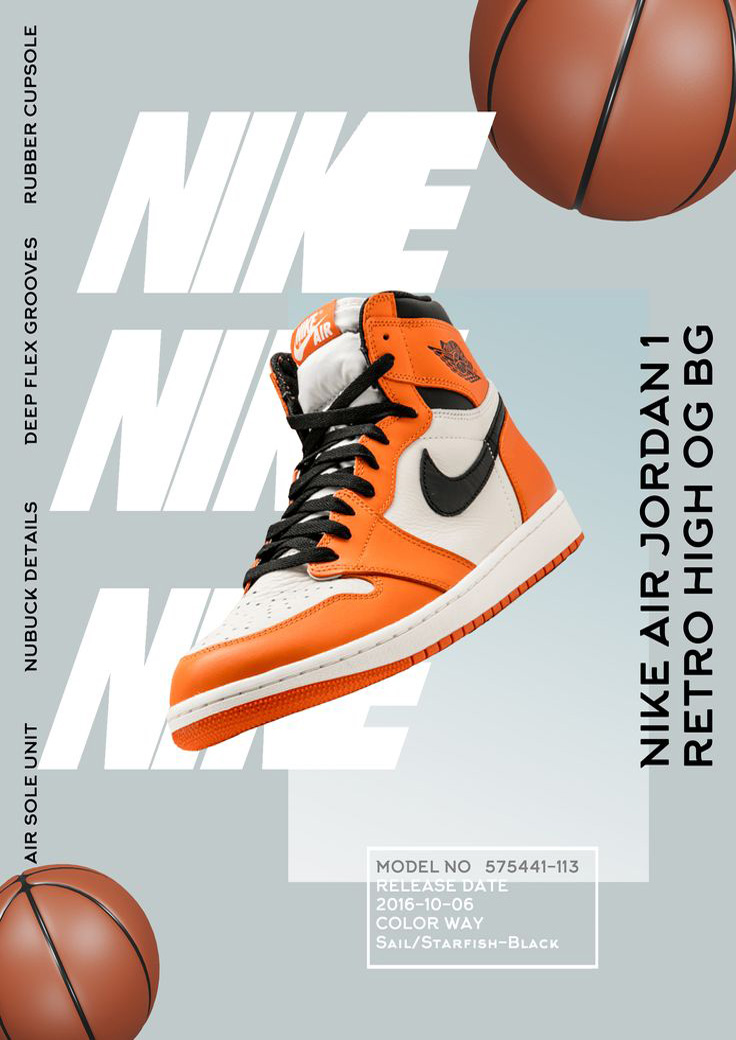 NIKE
NIKE
NIKE
NIKE
AIR
RUBBER CUPSOLE
DEEP FLEX GROOVES
NUBUCK DETAILS
AIR SOLE UNIT
NIKE AIR JORDAN 1
RETRO HIGH OG BG
MODEL NO 575441-113
RELEASE DATE
2016-10-06
COLOR WAY
Sail/Starfish-Black